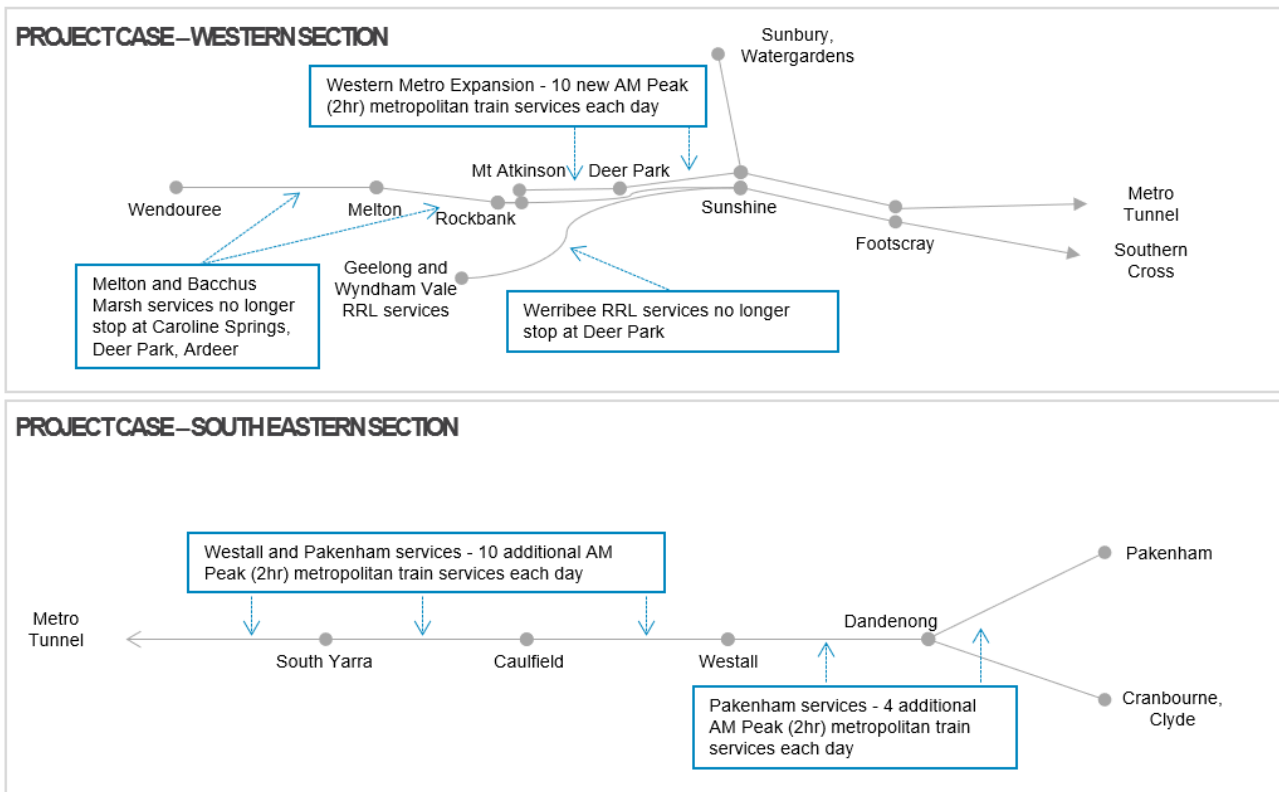 PROJECT CASE – WESTERN SECTION
Sunbury,
Watergardens
Western Metro Expansion - 10 new AM Peak
(2hr) metropolitan train services each day
Mt Atkinson
Deer Park
Wendouree
Melton
Rockbank
Sunshine
Metro
Tunnel
Footscray
Southern
Cross
Geelong and
Wyndham Vale
RRL services
Melton and Bacchus
Marsh services no longer
stop at Caroline Springs,
Deer Park, Ardeer
Werribee RRL services no longer
stop at Deer Park
PROJECT CASE – SOUTH EASTERN SECTION
Westall and Pakenham services - 10 additional AM
Peak (2hr) metropolitan train services each day
Pakenham
Metro
Tunnel
Dandenong
South Yarra
Caulfield
Westall
Pakenham services - 4 additional
AM Peak (2hr) metropolitan train
services each day
Cranbourne,
Clyde